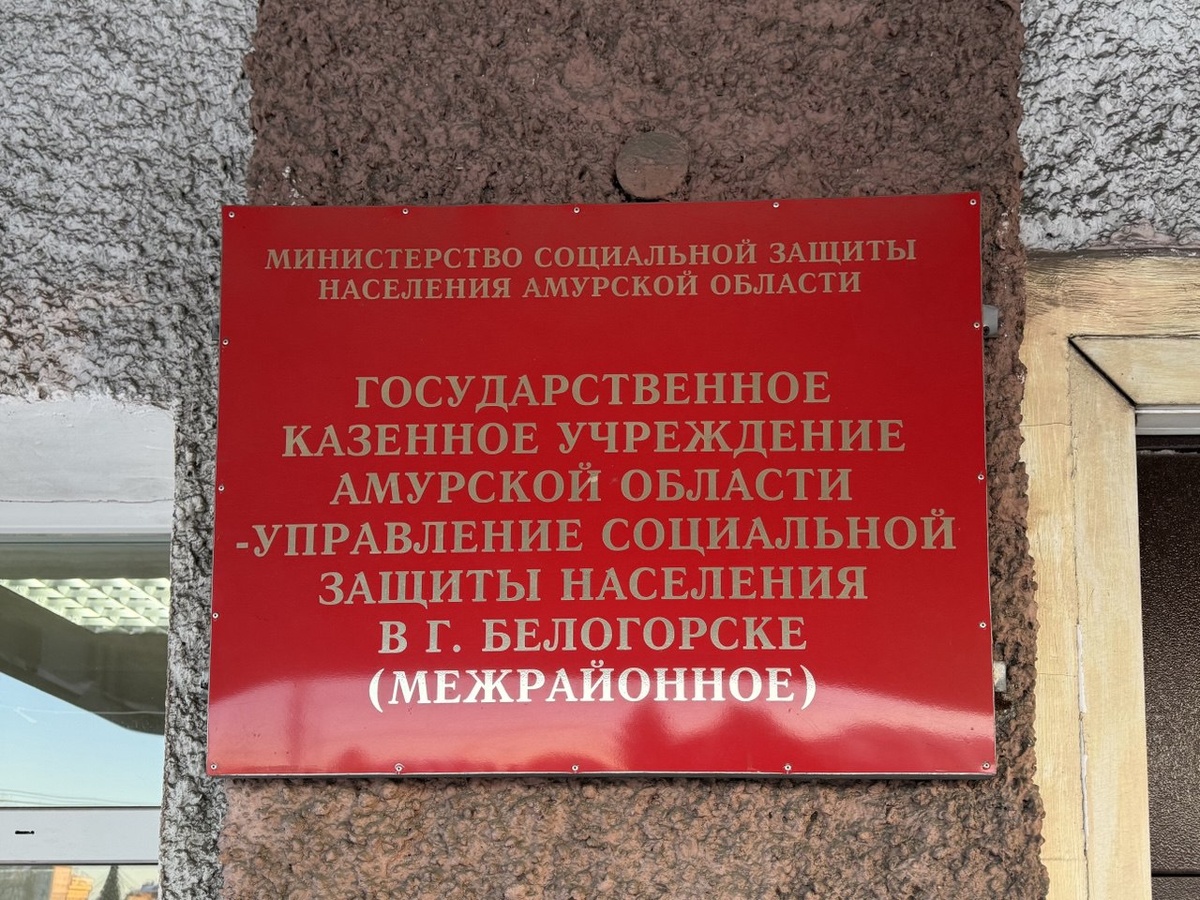 МИНИСТЕРСТВО СОЦИАЛЬНОЙ ЗАЩИТЫ
НАСЕЛЕНИЯ АМУРСКОЙ ОБЛАСТИ
ГОСУДАРСТВЕННОЕ
КАЗЕННОЕ УЧРЕЖДЕНИЕ
АМУРСКОЙ ОБЛАСТИ
-УПРАВЛЕНИЕ СОЦИАЛЬНОЙ
ЗАЩИТЫ НАСЕЛЕНИЯ
В Г. БЕЛОГОРСКЕ
(МЕЖРАЙОННОЕ)